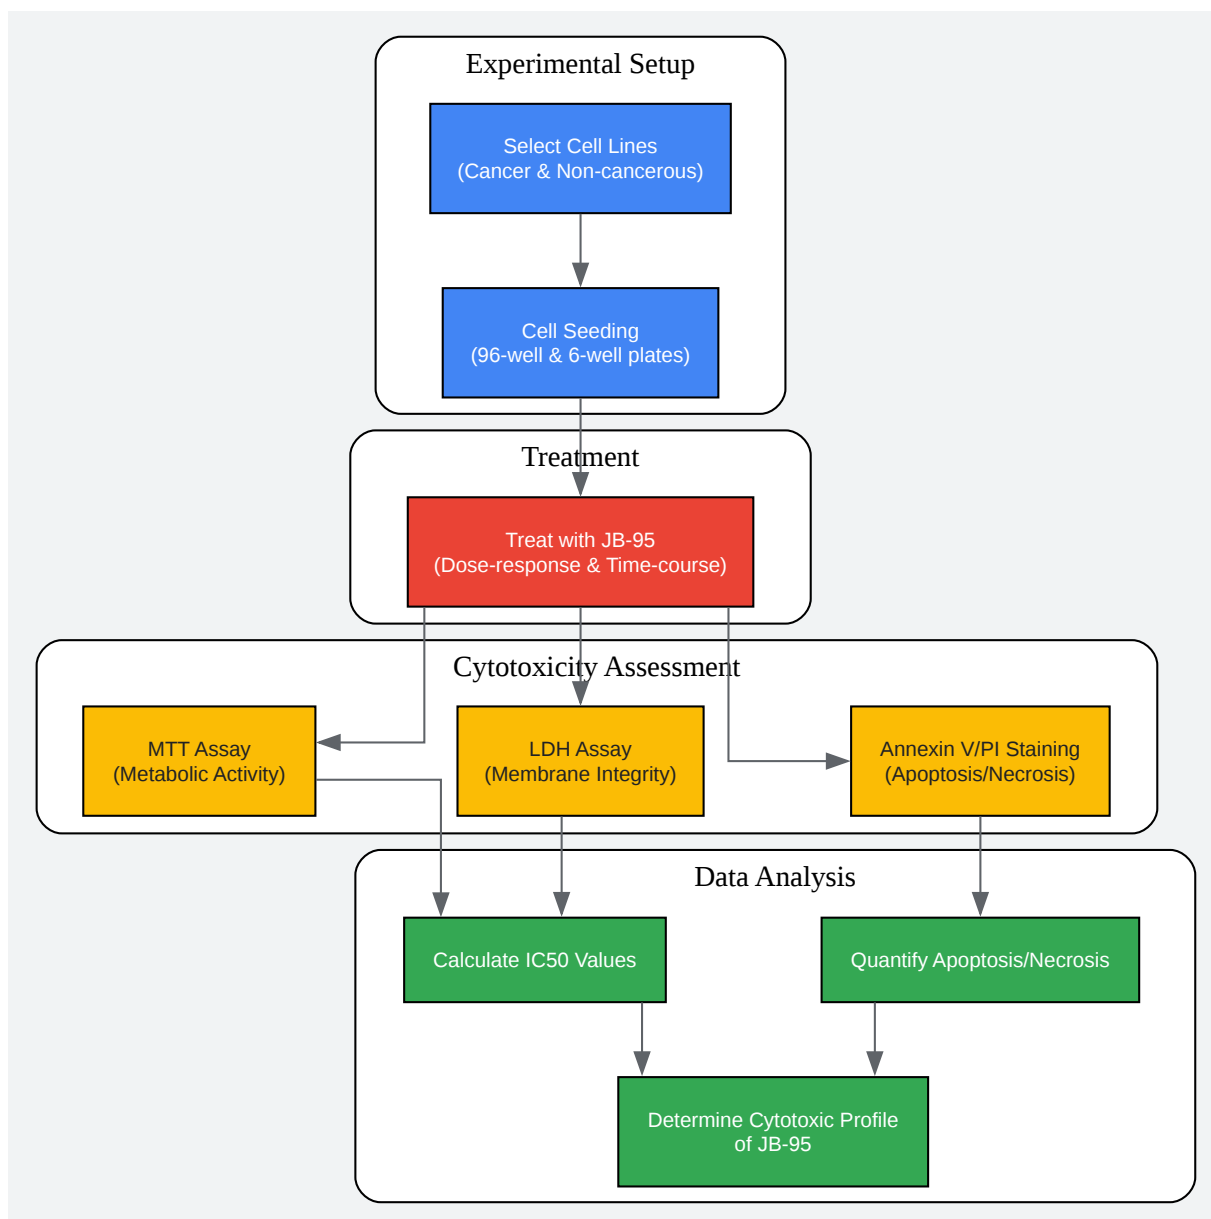 Experimental Setup
Select Cell Lines
(Cancer & Non-cancerous)
Cell Seeding
(96-well & 6-well plates)
Treatment
Treat with JB-95
(Dose-response & Time-course)
Cytotoxicity Assessment
MTT Assay
(Metabolic Activity)
LDH Assay
(Membrane Integrity)
Annexin V/PI Staining
(Apoptosis/Necrosis)
Data Analysis
Calculate IC50 Values
Quantify Apoptosis/Necrosis
Determine Cytotoxic Profile
of JB-95